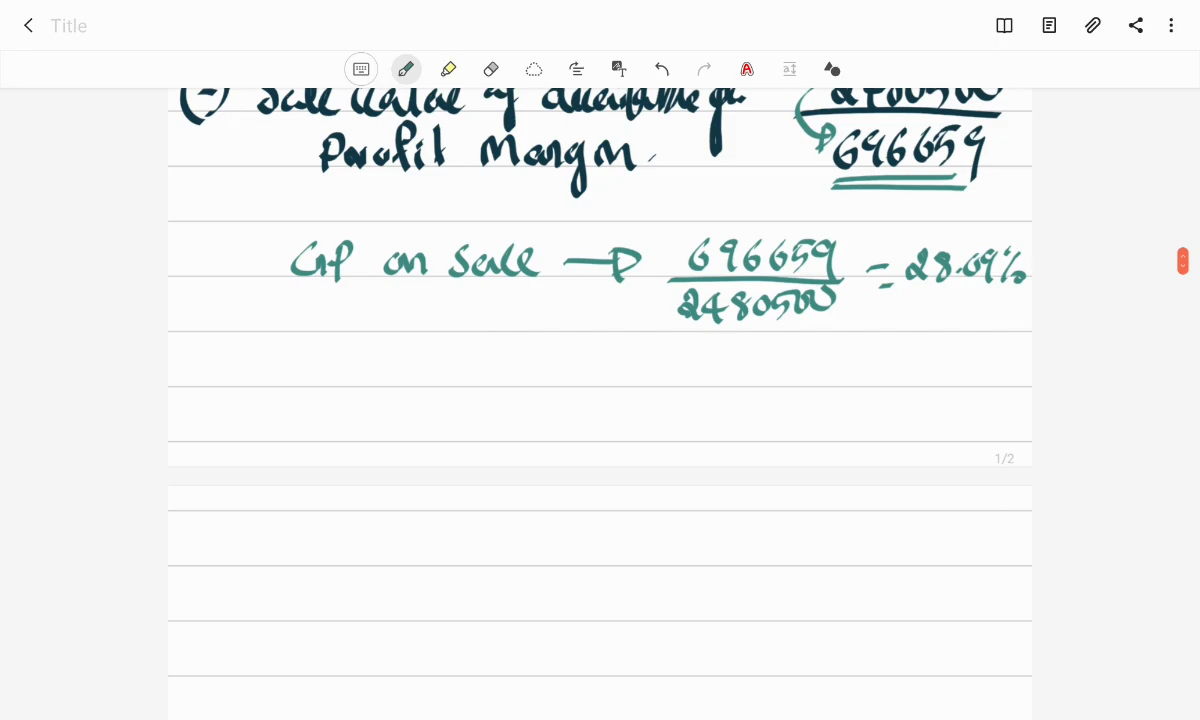 Title
Profit Margin
696659
GP on Sale → 696659 / 2480500 = 28.09%
1/2